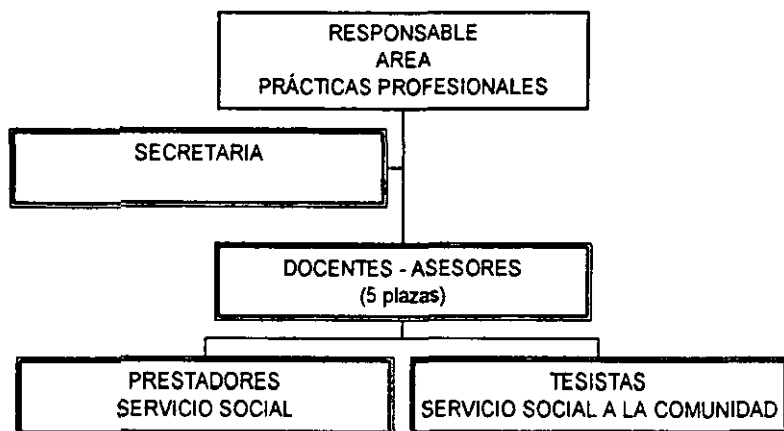 RESPONSABLE
AREA
PRÁCTICAS PROFESIONALES
SECRETARIA
DOCENTES - ASESORES
(5 plazas)
PRESTADORES
SERVICIO SOCIAL
TESISTAS
SERVICIO SOCIAL A LA COMUNIDAD